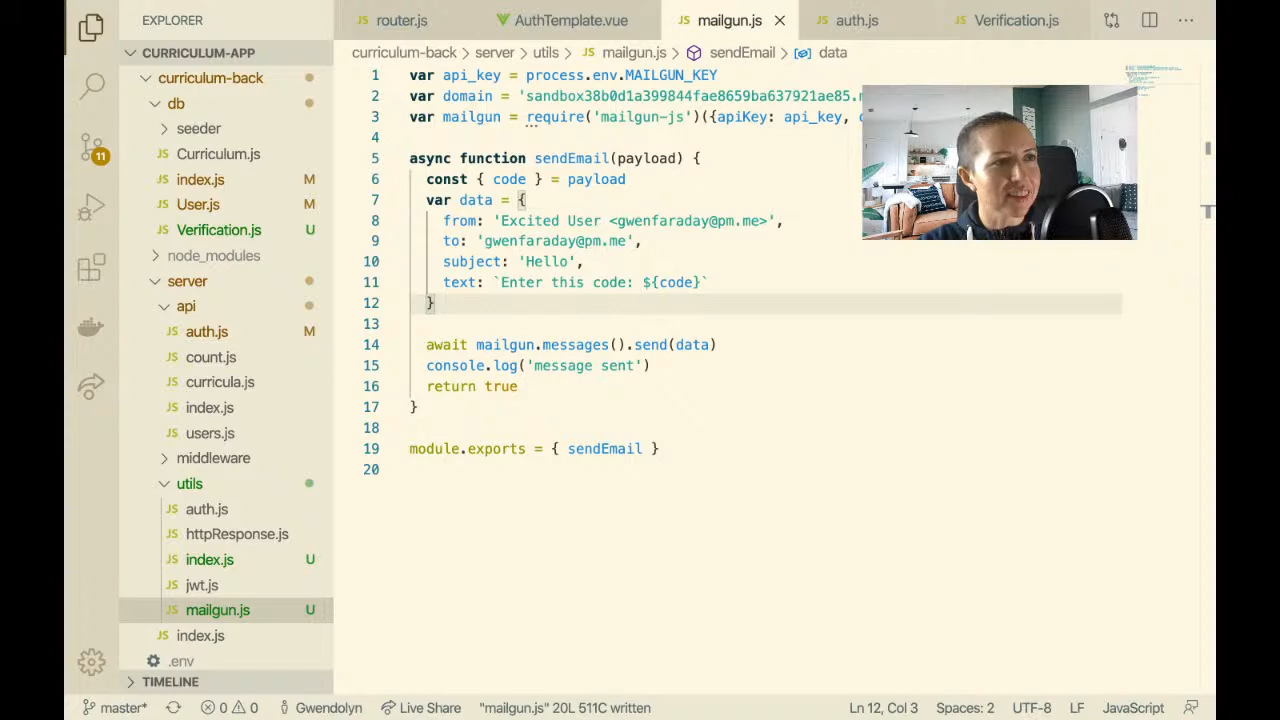 EXPLORER
router.js
AuthTemplate.vue
mailgun.js
auth.js
Verification.js
CURRICULUM-APP
curriculum-back
db
seeder
Curriculum.js
index.js M
User.js M
Verification.js U
node_modules
server
api
auth.js M
count.js
curricula.js
index.js
users.js
middleware
utils
auth.js
httpResponse.js
index.js U
jwt.js
mailgun.js U
index.js
.env
TIMELINE
11
curriculum-back > server > utils > mailgun.js > sendEmail > data
1 var api_key = process.env.MAILGUN_KEY
2 var domain = 'sandbox38b0d1a399844fae8659ba637921ae85.
3 var mailgun = require('mailgun-js')({apiKey: api_key,
4
5 async function sendEmail(payload) {
6 const { code } = payload
7 var data = {
8 from: 'Excited User <gwenfaraday@pm.me>',
9 to: 'gwenfaraday@pm.me',
10 subject: 'Hello',
11 text: `Enter this code: ${code}`
12 }
13
14 await mailgun.messages().send(data)
15 console.log('message sent')
16 return true
17 }
18
19 module.exports = { sendEmail }
20
master* 0 0 Gwendolyn Live Share "mailgun.js" 20L 511C written Ln 12, Col 3 Spaces: 2 UTF-8 LF JavaScript